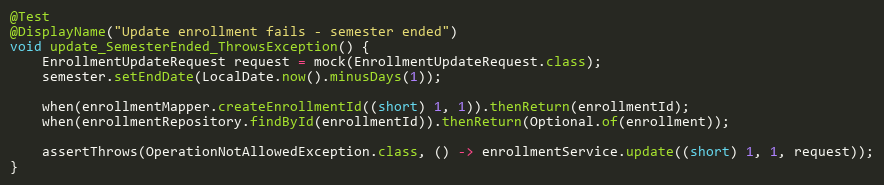 @Test
@DisplayName("Update enrollment fails - semester ended")
void update_SemesterEnded_ThrowsException() {
    EnrollmentUpdateRequest request = mock(EnrollmentUpdateRequest.class);
    semester.setEndDate(LocalDate.now().minusDays(1));

    when(enrollmentMapper.createEnrollmentId((short) 1, 1)).thenReturn(enrollmentId);
    when(enrollmentRepository.findById(enrollmentId)).thenReturn(Optional.of(enrollment));

    assertThrows(OperationNotAllowedException.class, () -> enrollmentService.update((short) 1, 1, request));
}